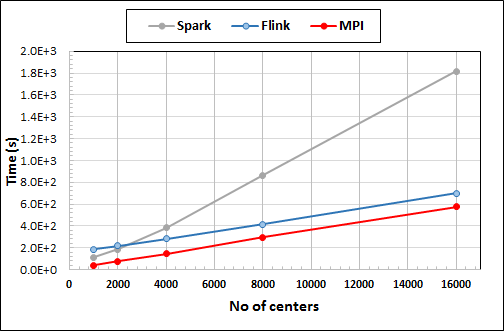 Spark Flink MPI
2.0E+3
1.8E+3
1.6E+3
1.4E+3
1.2E+3
1.0E+3
8.0E+2
6.0E+2
4.0E+2
2.0E+2
0.0E+0
Time (s)
0 2000 4000 6000 8000 10000 12000 14000 16000
No of centers